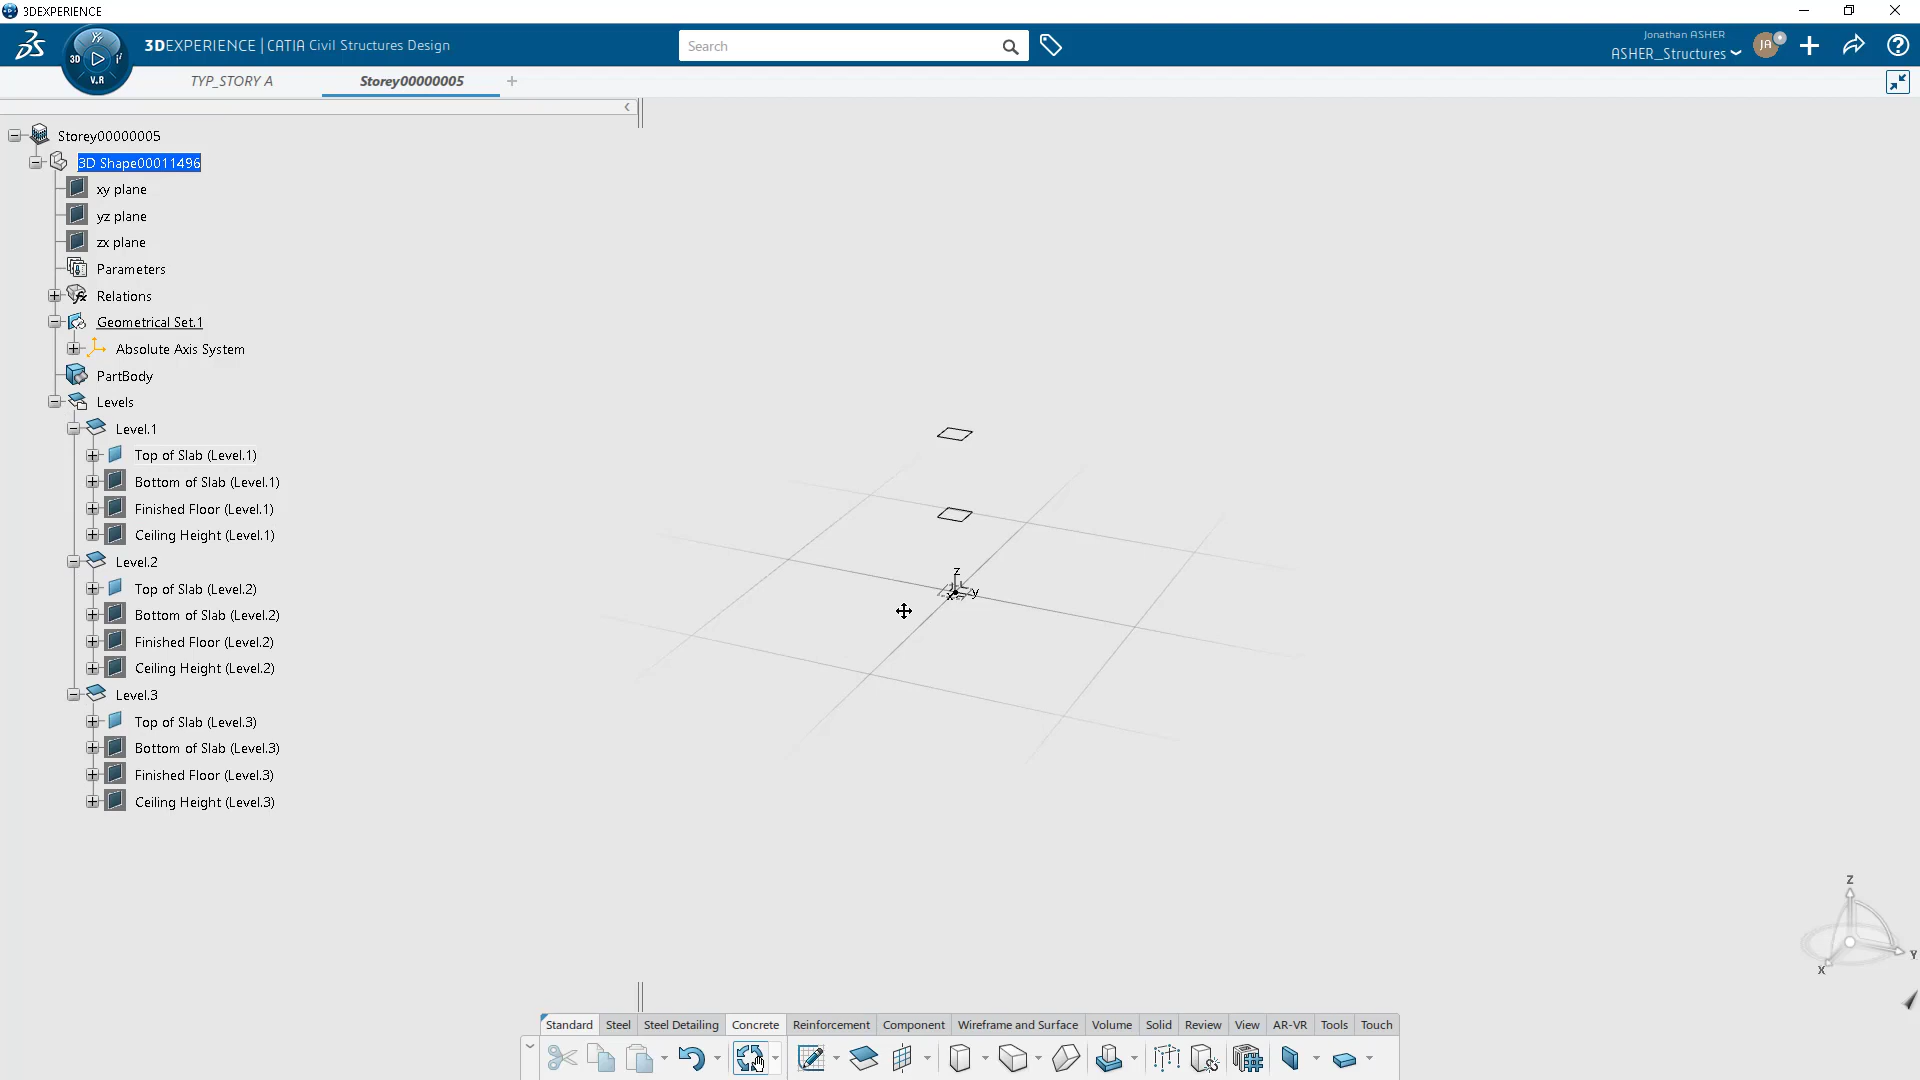 3DEXPERIENCE
3DEXPERIENCE | CATIA Civil Structures Design
3D
V.R
Search
Jonathan ASHER
ASHER_Structures
JA
TYP_STORY A
Storey00000005
Storey00000005
3D Shape00011496
xy plane
yz plane
zx plane
Parameters
Relations
Geometrical Set.1
Absolute Axis System
PartBody
Levels
Level.1
Top of Slab (Level.1)
Bottom of Slab (Level.1)
Finished Floor (Level.1)
Ceiling Height (Level.1)
Level.2
Top of Slab (Level.2)
Bottom of Slab (Level.2)
Finished Floor (Level.2)
Ceiling Height (Level.2)
Level.3
Top of Slab (Level.3)
Bottom of Slab (Level.3)
Finished Floor (Level.3)
Ceiling Height (Level.3)
z
x y
Z
Y
X
Standard Steel Steel Detailing Concrete Reinforcement Component Wireframe and Surface Volume Solid Review View AR-VR Tools Touch